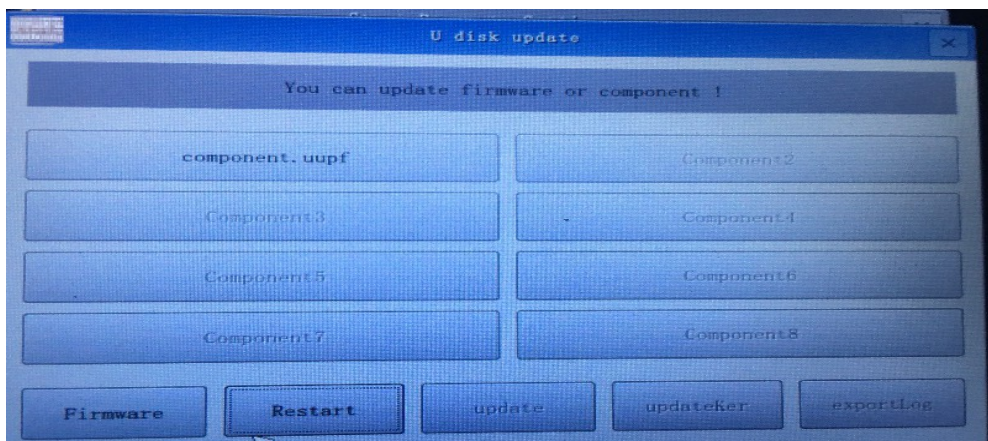 U disk update
You can update firmware or component !
component.uupf
Component2
Component3
Component4
Component5
Component6
Component7
Component8
Firmware
Restart
update
updateKer
exportLog